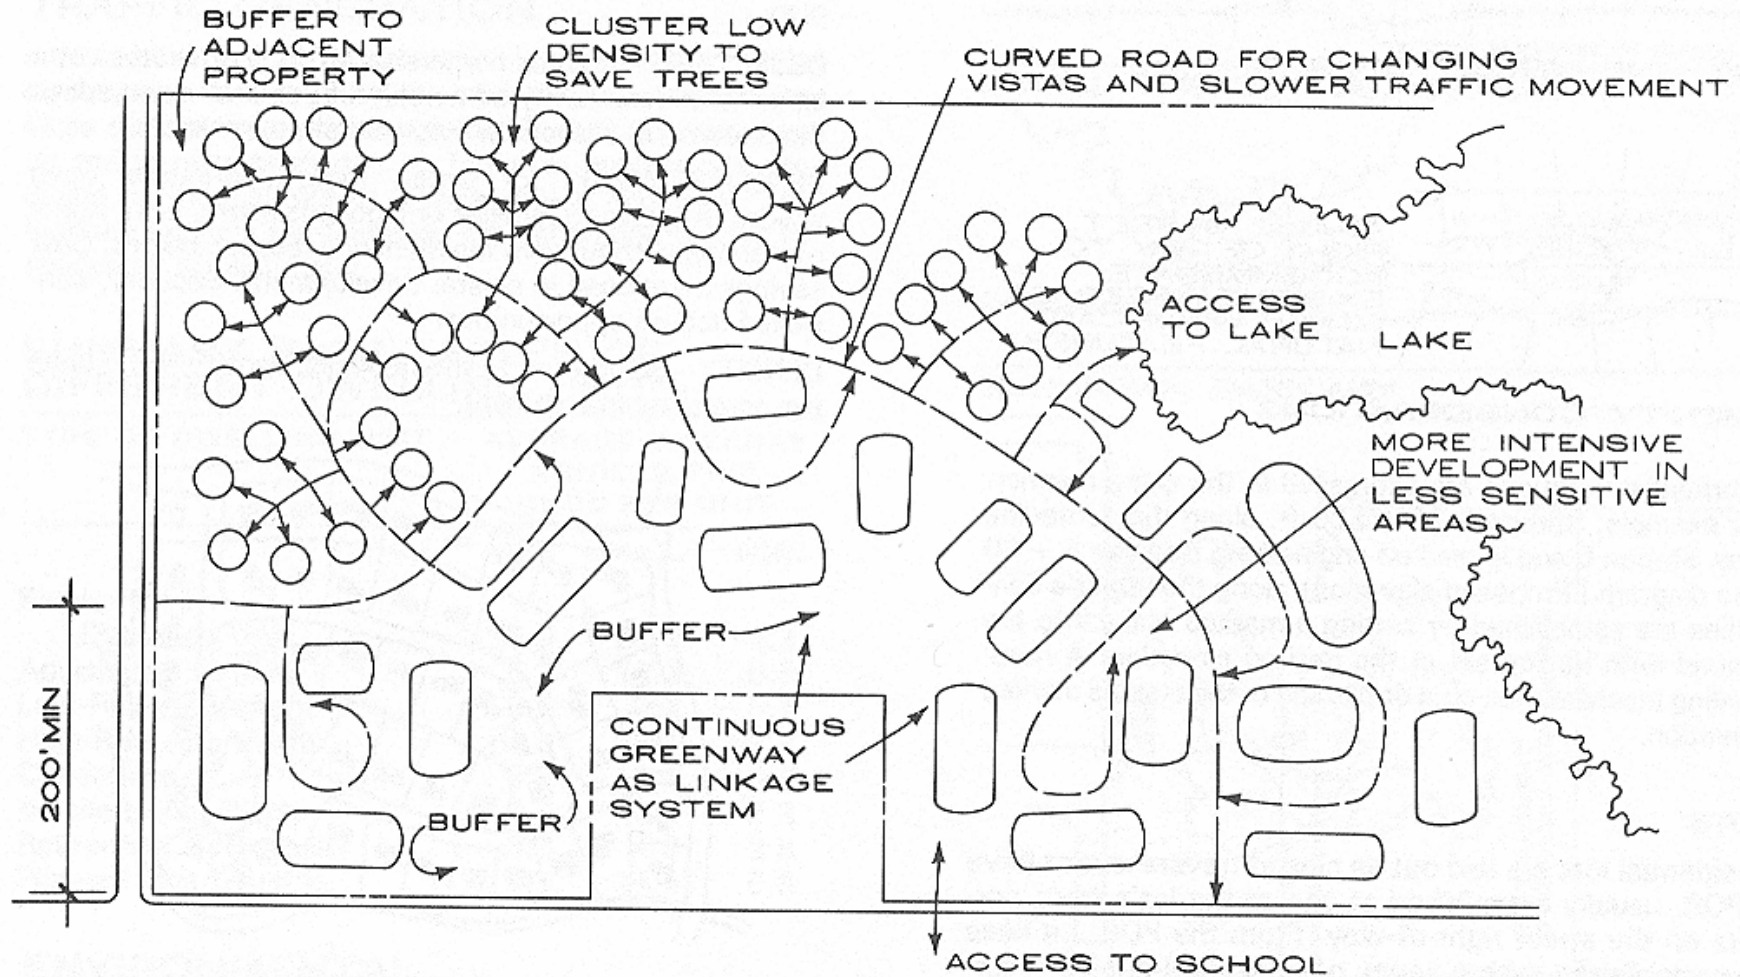 BUFFER TO
ADJACENT
PROPERTY
CLUSTER LOW
DENSITY TO
SAVE TREES
CURVED ROAD FOR CHANGING
VISTAS AND SLOWER TRAFFIC MOVEMENT
ACCESS
TO LAKE
LAKE
MORE INTENSIVE
DEVELOPMENT IN
LESS SENSITIVE
AREAS
BUFFER
200' MIN
CONTINUOUS
GREENWAY
AS LINKAGE
SYSTEM
BUFFER
ACCESS TO SCHOOL